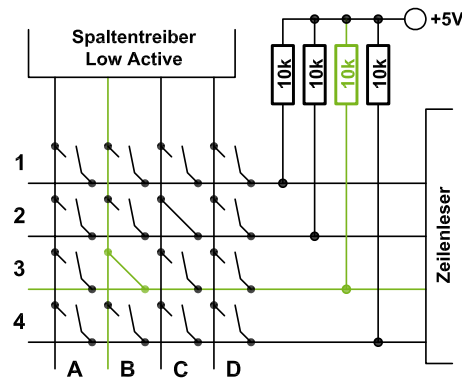 Spaltentreiber
Low Active
+5V
10k
10k
10k
10k
1
2
3
4
Zeilenleser
A B C D